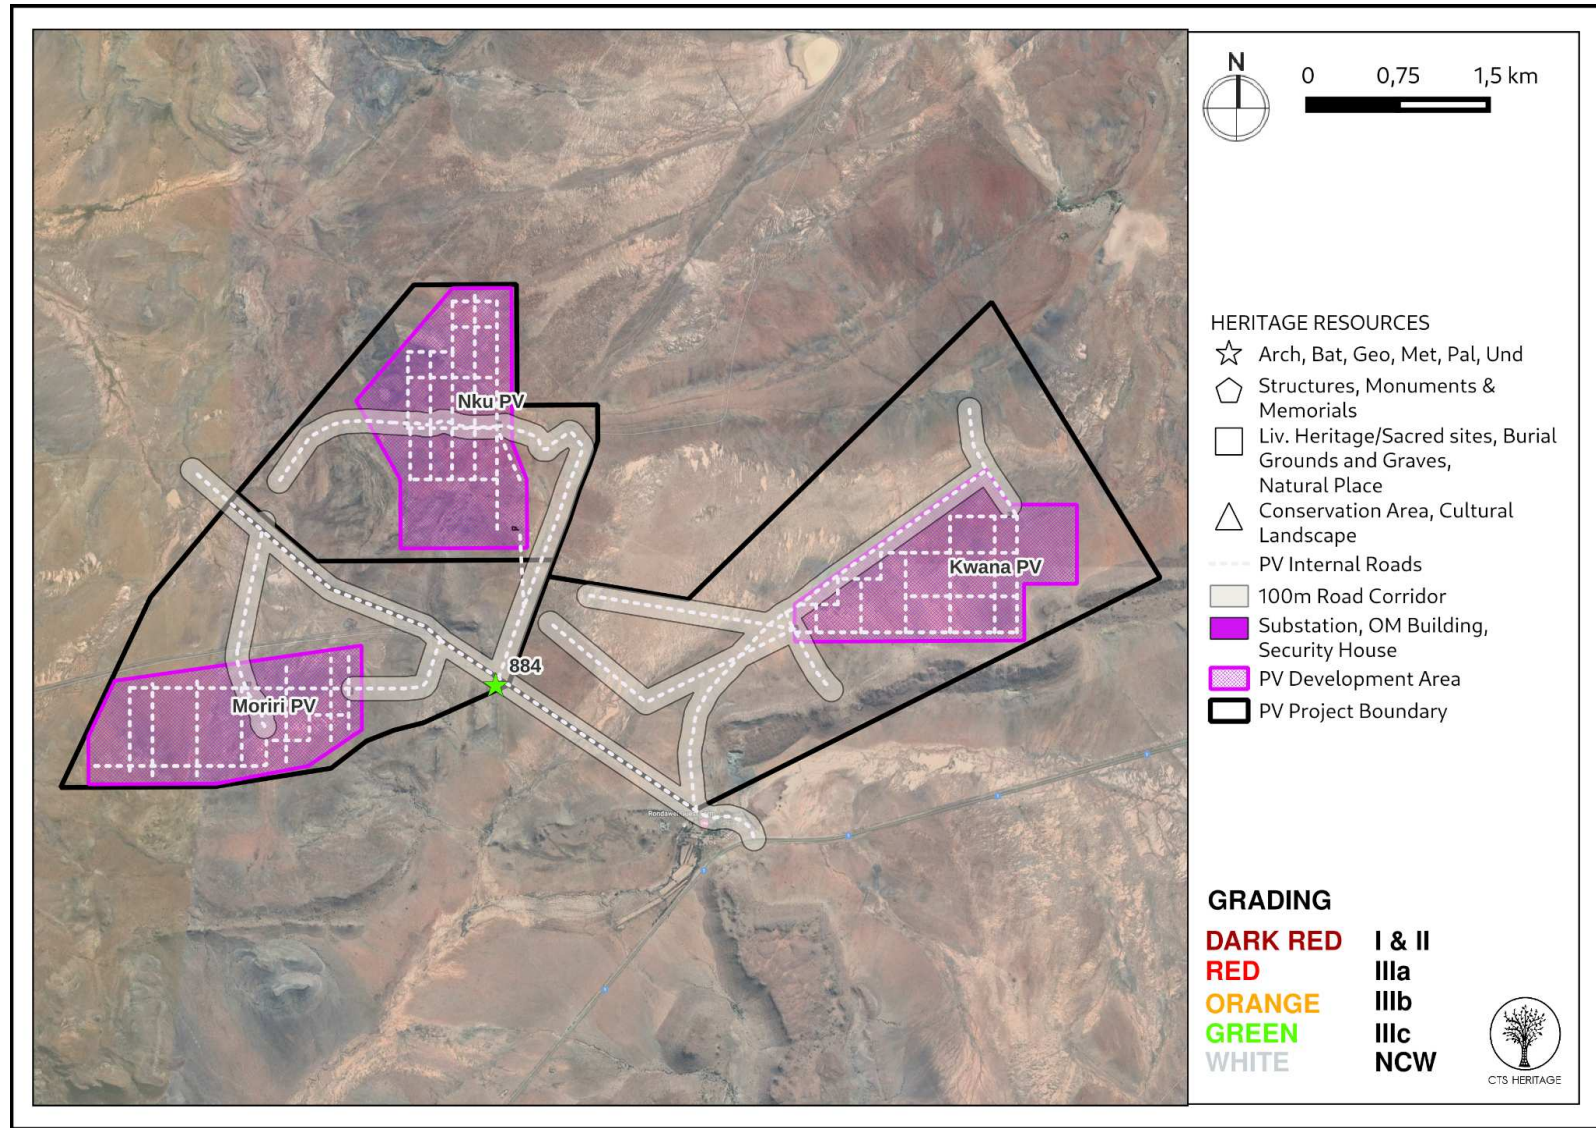 N
0 0,75 1,5 km
HERITAGE RESOURCES
Arch, Bat, Geo, Met, Pal, Und
Structures, Monuments &
Memorials
Liv. Heritage/Sacred sites, Burial
Grounds and Graves,
Natural Place
Conservation Area, Cultural
Landscape
PV Internal Roads
100m Road Corridor
Substation, OM Building,
Security House
PV Development Area
PV Project Boundary
Nku PV
Kwana PV
884
Moriri PV
GRADING
DARK RED I & II
RED IIIa
ORANGE IIIb
GREEN IIIc
WHITE NCW
CTS HERITAGE